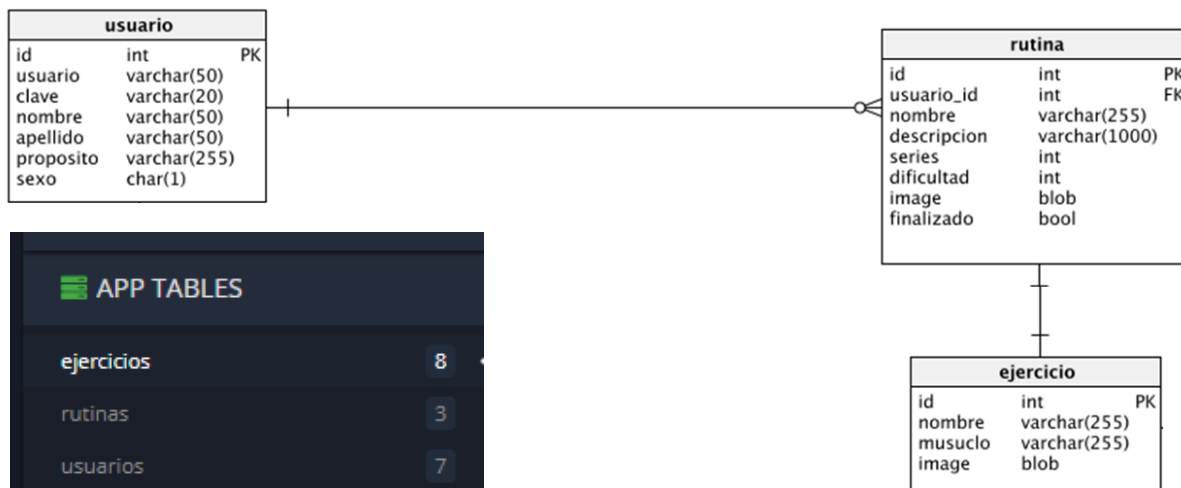 usuario
id int PK
usuario varchar(50)
clave varchar(20)
nombre varchar(50)
apellido varchar(50)
proposito varchar(255)
sexo char(1)
rutina
id int PK
usuario_id int FK
nombre varchar(255)
descripcion varchar(1000)
series int
dificultad int
image blob
finalizado bool
APP TABLES
ejercicios 8
rutinas 3
usuarios 7
ejercicio
id int PK
nombre varchar(255)
musuclo varchar(255)
image blob